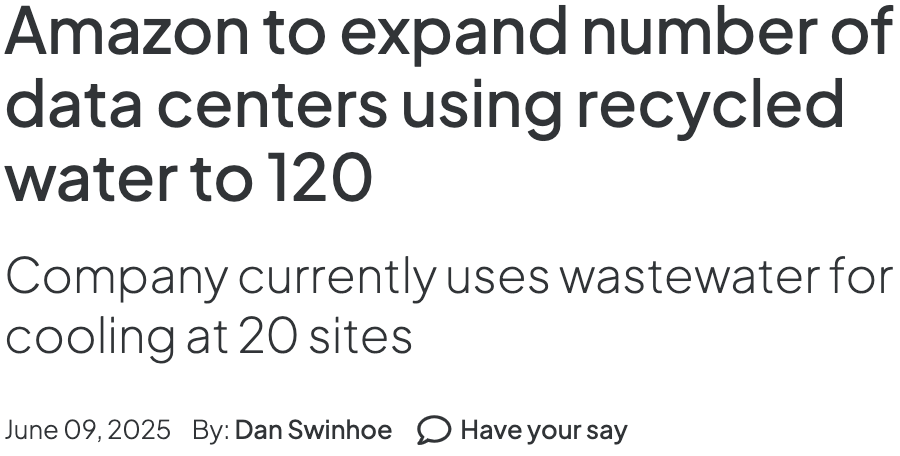 Amazon to expand number of
data centers using recycled
water to 120
Company currently uses wastewater for
cooling at 20 sites
June 09, 2025 By: Dan Swinhoe Have your say